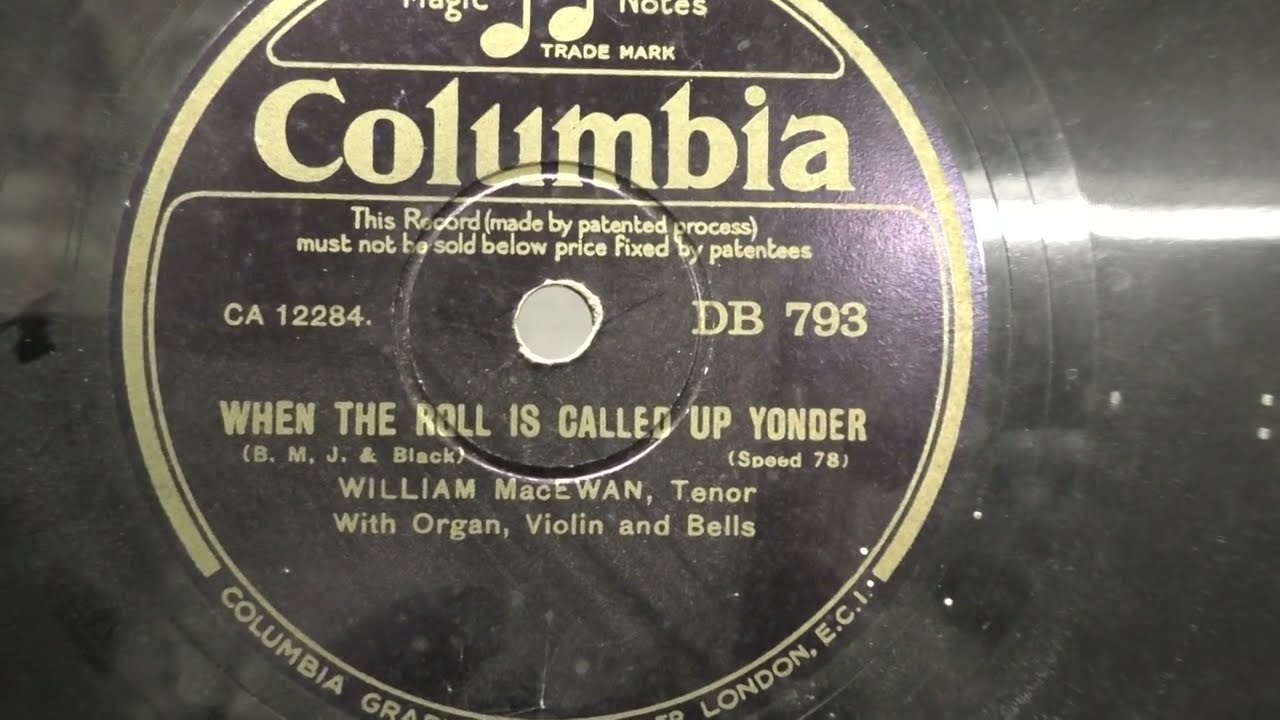 Magic Notes
TRADE MARK
Columbia
This Record (made by patented process)
must not be sold below price fixed by patentees
CA 12284.
DB 793
WHEN THE ROLL IS CALLED UP YONDER
(B. M. J. & Black)
(Speed 78)
WILLIAM MacEWAN, Tenor
With Organ, Violin and Bells
COLUMBIA LONDON, E.C.I.